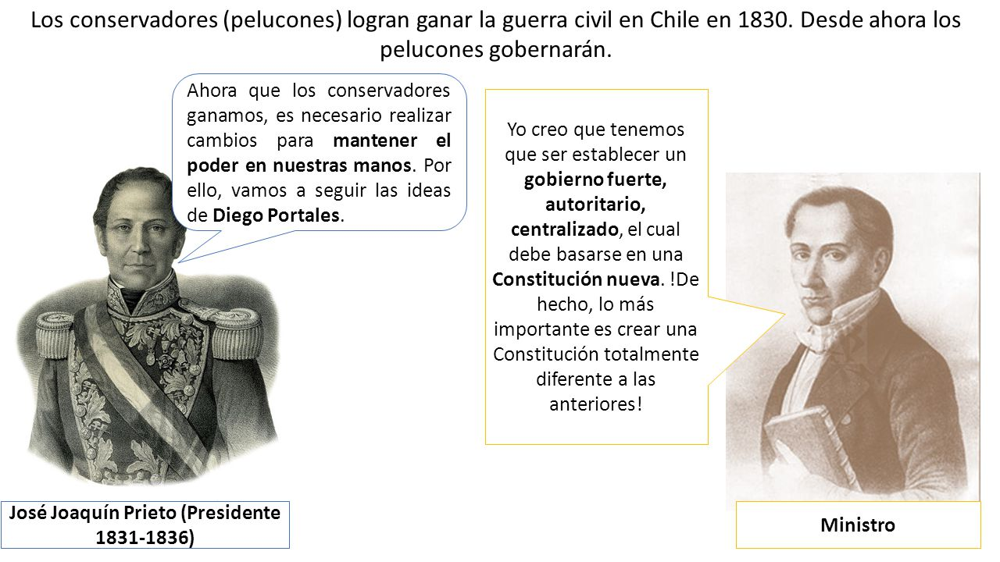 Los conservadores (pelucones) logran ganar la guerra civil en Chile en 1830. Desde ahora los
pelucones gobernarán.
Ahora que los conservadores
ganamos, es necesario realizar
cambios para mantener el
poder en nuestras manos. Por
ello, vamos a seguir las ideas
de Diego Portales.
Yo creo que tenemos
que ser establecer un
gobierno fuerte,
autoritario,
centralizado, el cual
debe basarse en una
Constitución nueva. !De
hecho, lo más
importante es crear una
Constitución totalmente
diferente a las
anteriores!
José Joaquín Prieto (Presidente
1831-1836)
Ministro